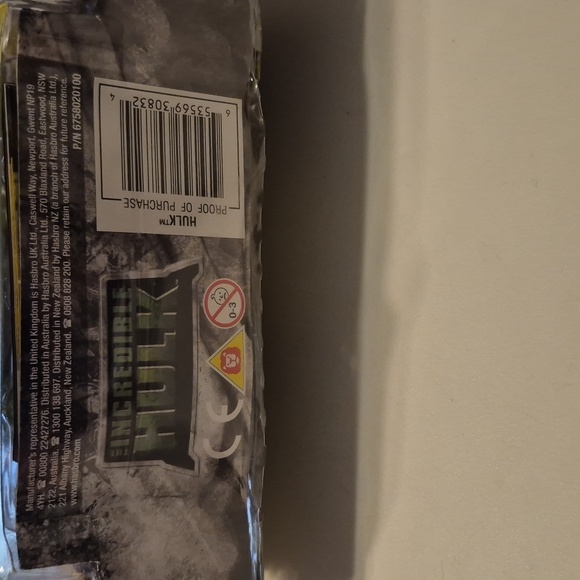 Manufacturer's representative in the United Kingdom is Hasbro UK Ltd., Caswell Way, Newport, Gwent NP19
4YH. ☎ 00800 22427276. Distributed in Australia by Hasbro Australia Ltd., 570 Blaxland Road, Eastwood, NSW
2122, Australia. ☎ 1300 138 697. Distributed in New Zealand by Hasbro NZ (a branch of Hasbro Australia Ltd.),
221 Albany Highway, Auckland, New Zealand. ☎ 0508 828 200. Please retain our address for future reference.
www.hasbro.com
P/N 6758020100
6 53569 30832 4
PROOF OF PURCHASE
HULK™
THE INCREDIBLE
HULK
0-3
CE